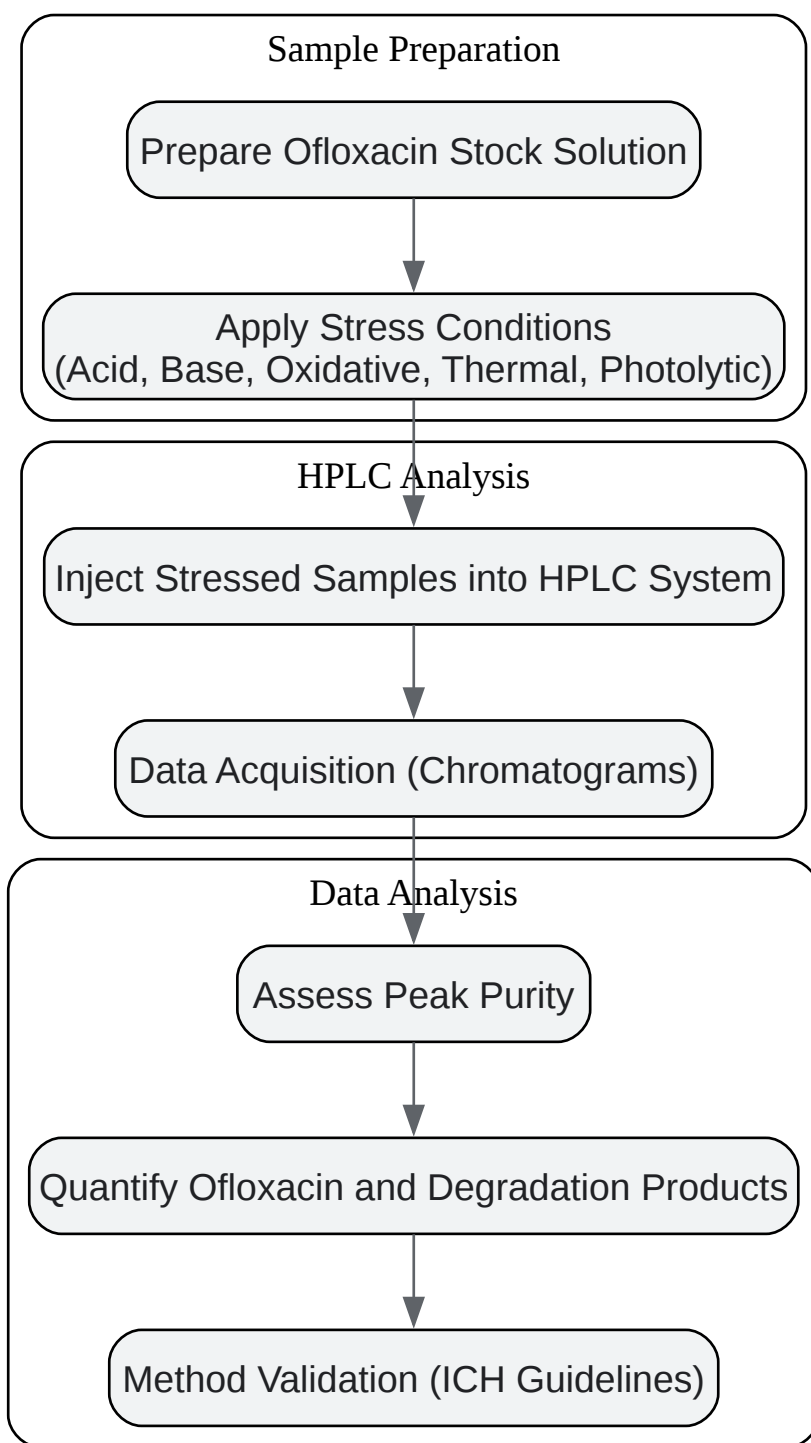 Sample Preparation
Prepare Ofloxacin Stock Solution
Apply Stress Conditions
(Acid, Base, Oxidative, Thermal, Photolytic)
HPLC Analysis
Inject Stressed Samples into HPLC System
Data Acquisition (Chromatograms)
Data Analysis
Assess Peak Purity
Quantify Ofloxacin and Degradation Products
Method Validation (ICH Guidelines)